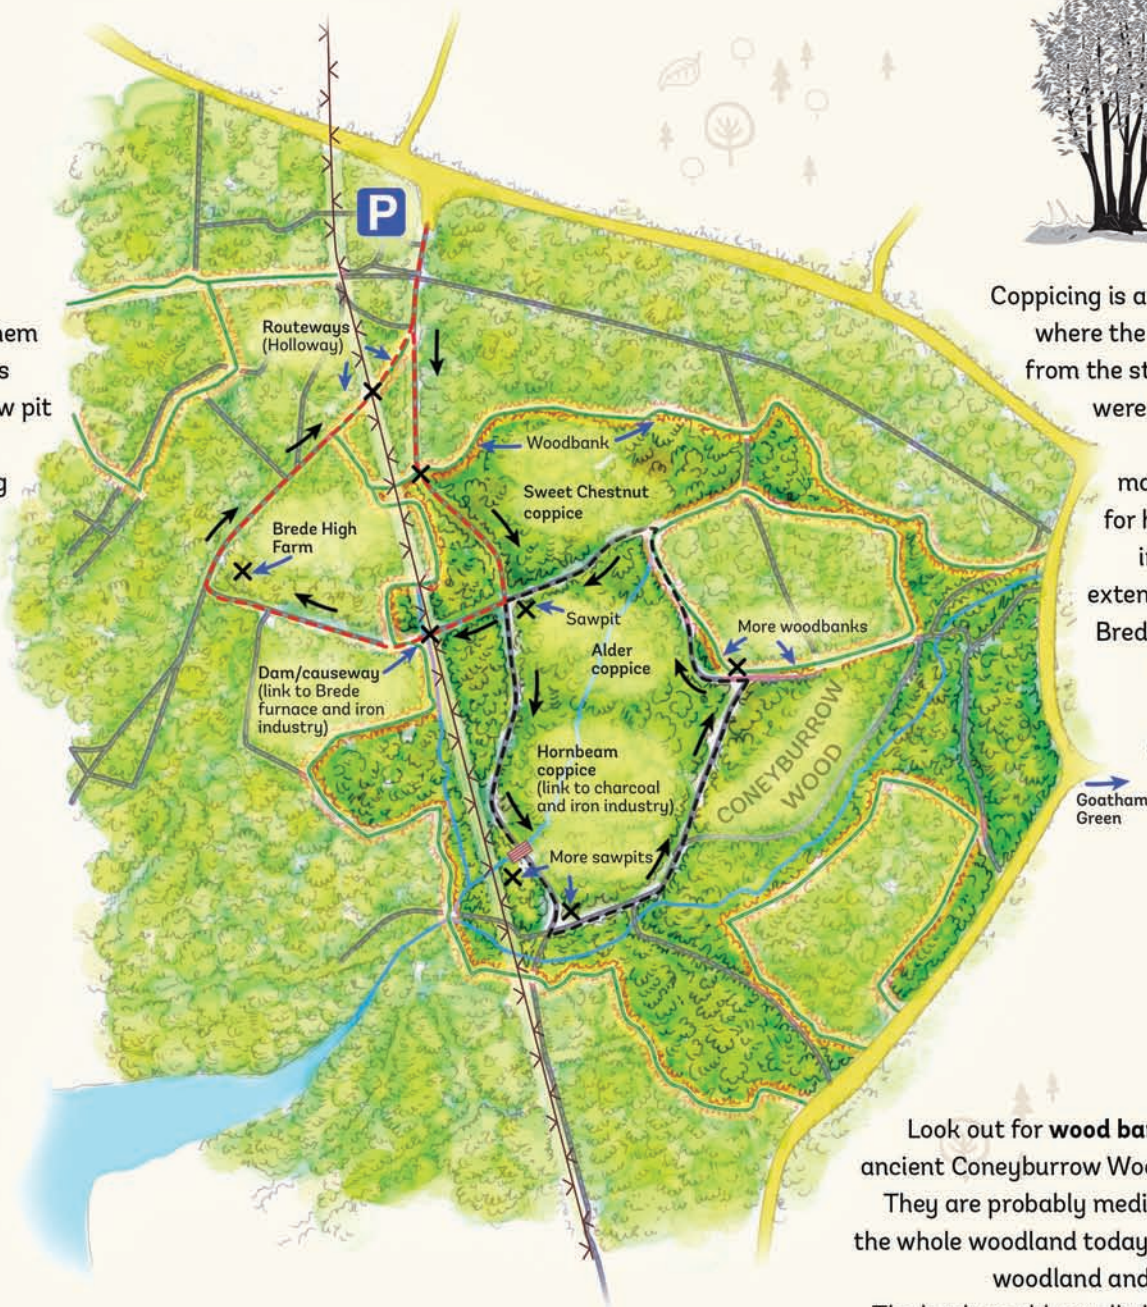 P
Routeways
(Holloway)
Woodbank
Sweet Chestnut
coppice
Brede High
Farm
Sawpit
More woodbanks
Alder
coppice
Dam/causeway
(link to Brede
furnace and iron
industry)
Hornbeam
coppice
(link to charcoal
and iron industry)
CONEYBURROW
WOOD
More sawpits
Goatham
Green
s
w pit
g
Coppicing is a
where the
from the st
were
mo
for h
i
exten
Bred
Look out for wood ba
ancient Coneyburrow Woo
They are probably medi
the whole woodland today
woodland and